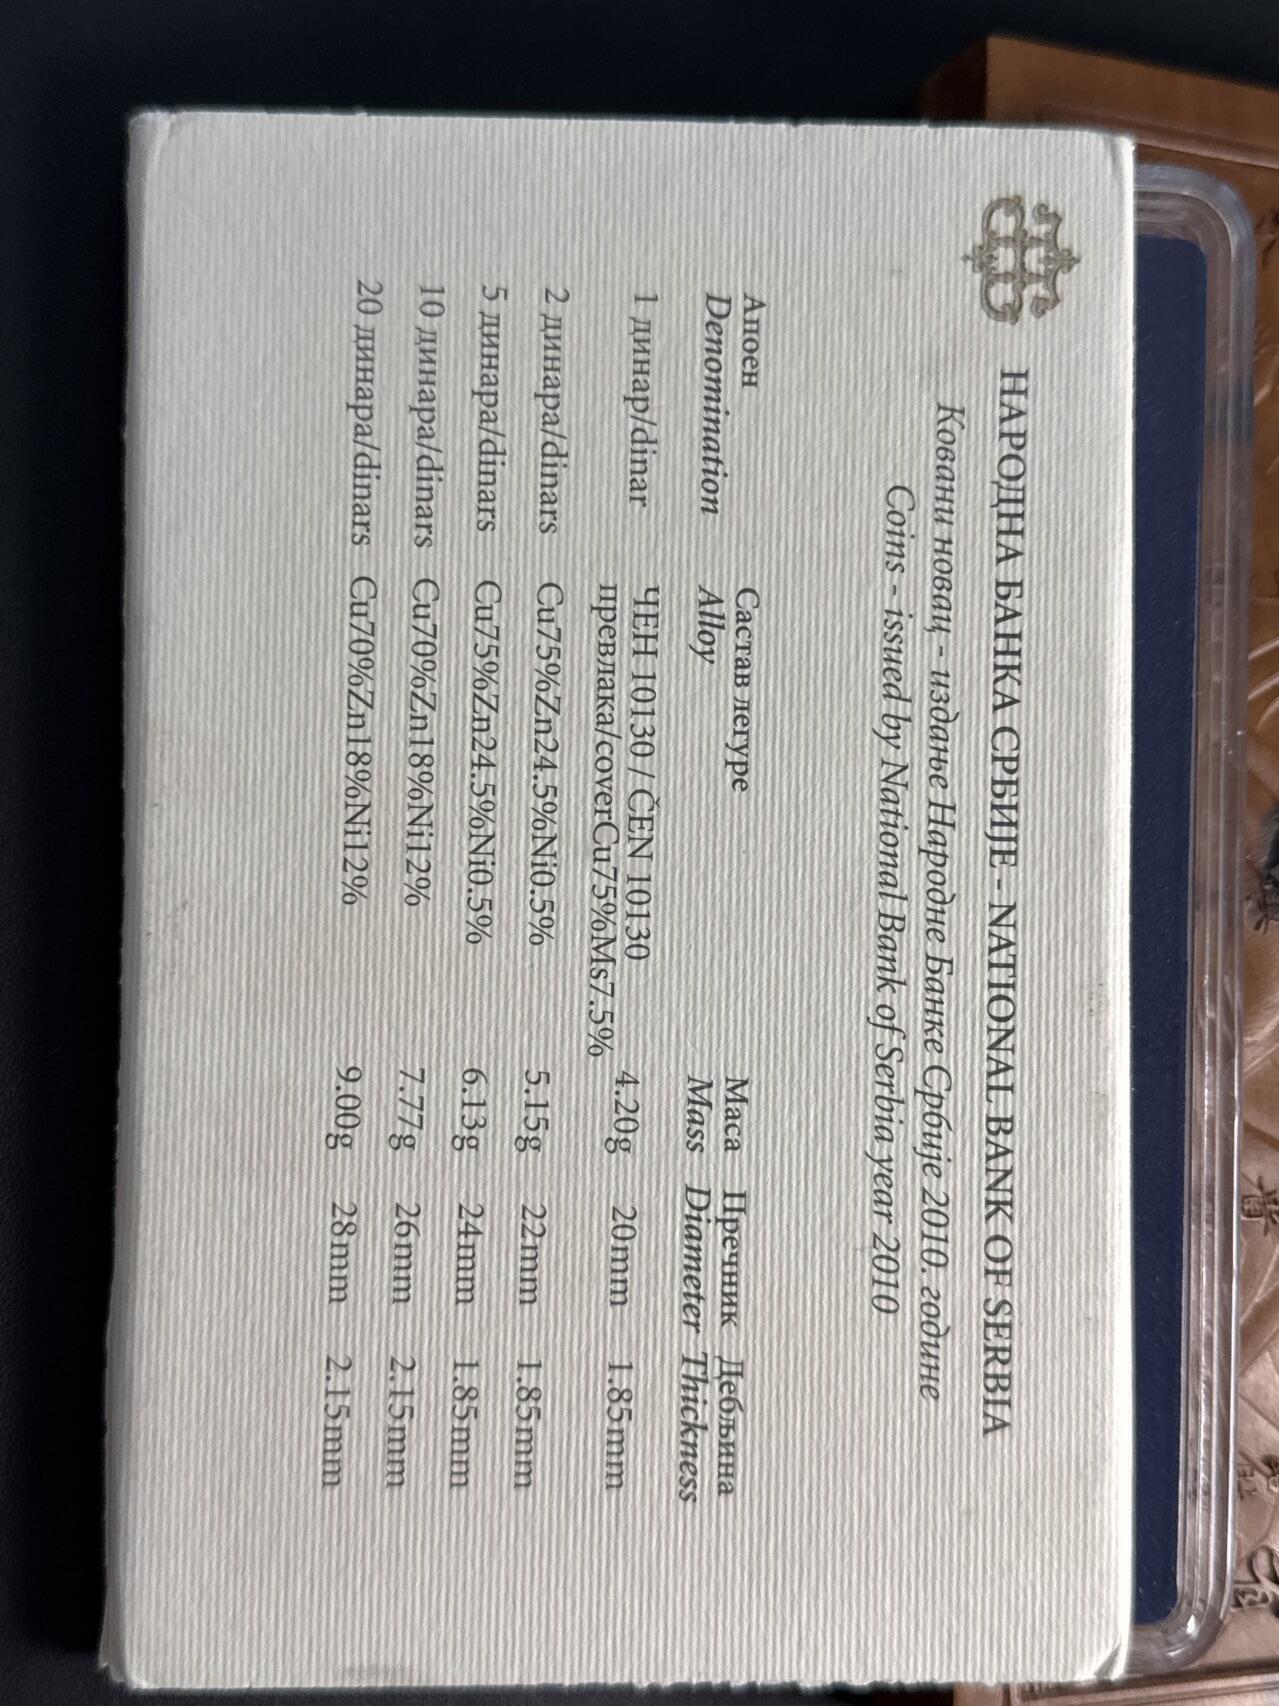 НАРОДНА БАНКА СРБИЈЕ - NATIONAL BANK OF SERBIA
Ковани новац - издање Народне Банке Србије 2010. године
Coins - issued by National Bank of Serbia year 2010
Апоен Састав легуре Маса Пречник Дебљина
Denomination Alloy Mass Diameter Thickness
1 динар/dinar ЧЕН 10130 / ČEN 10130 4.20g 20mm 1.85mm
превлака/coverCu75%Ms7.5%
2 динара/dinars Cu75%Zn24.5%Ni0.5% 5.15g 22mm 1.85mm
5 динара/dinars Cu75%Zn24.5%Ni0.5% 6.13g 24mm 1.85mm
10 динара/dinars Cu70%Zn18%Ni12% 7.77g 26mm 2.15mm
20 динара/dinars Cu70%Zn18%Ni12% 9.00g 28mm 2.15mm